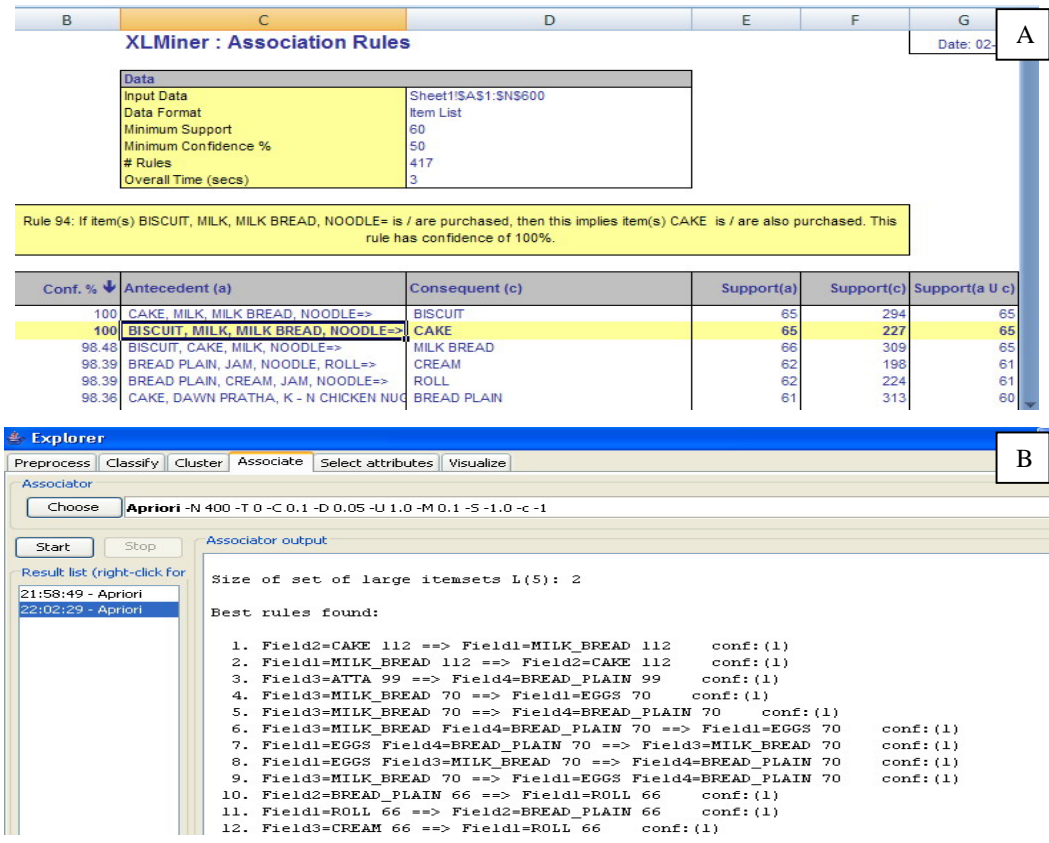 B C D E F G
A
XLMiner : Association Rules
Date: 02-
Data
Input Data Sheet1!$A$1:$N$600
Data Format Item List
Minimum Support 60
Minimum Confidence % 50
# Rules 417
Overall Time (secs) 3
Rule 94: If item(s) BISCUIT, MILK, MILK BREAD, NOODLE= is / are purchased, then this implies item(s) CAKE is / are also purchased. This
rule has confidence of 100%.
Conf. % Antecedent (a) Consequent (c) Support(a) Support(c) Support(a U c)
100 CAKE, MILK, MILK BREAD, NOODLE=> BISCUIT 65 294 65
100 BISCUIT, MILK, MILK BREAD, NOODLE=> CAKE 65 227 65
98.48 BISCUIT, CAKE, MILK, NOODLE=> MILK BREAD 66 309 65
98.39 BREAD PLAIN, JAM, NOODLE, ROLL=> CREAM 62 198 61
98.39 BREAD PLAIN, CREAM, JAM, NOODLE=> ROLL 62 224 61
98.36 CAKE, DAWN PRATHA, K - N CHICKEN NUG BREAD PLAIN 61 313 60
Explorer
B
Preprocess Classify Cluster Associate Select attributes Visualize
Associator
Choose Apriori -N 400 -T 0 -C 0.1 -D 0.05 -U 1.0 -M 0.1 -S -1.0 -c -1
Start Stop
Associator output
Result list (right-click for
21:58:49 - Apriori
22:02:29 - Apriori
Size of set of large itemsets L(5): 2
Best rules found:
1. Field2=CAKE 112 ==> Field1=MILK_BREAD 112 conf:(1)
2. Field1=MILK_BREAD 112 ==> Field2=CAKE 112 conf:(1)
3. Field3=ATTA 99 ==> Field4=BREAD_PLAIN 99 conf:(1)
4. Field3=MILK_BREAD 70 ==> Field1=EGGS 70 conf:(1)
5. Field3=MILK_BREAD 70 ==> Field4=BREAD_PLAIN 70 conf:(1)
6. Field3=MILK_BREAD Field4=BREAD_PLAIN 70 ==> Field1=EGGS 70 conf:(1)
7. Field1=EGGS Field4=BREAD_PLAIN 70 ==> Field3=MILK_BREAD 70 conf:(1)
8. Field1=EGGS Field3=MILK_BREAD 70 ==> Field4=BREAD_PLAIN 70 conf:(1)
9. Field3=MILK_BREAD 70 ==> Field1=EGGS Field4=BREAD_PLAIN 70 conf:(1)
10. Field2=BREAD_PLAIN 66 ==> Field1=ROLL 66 conf:(1)
11. Field1=ROLL 66 ==> Field2=BREAD_PLAIN 66 conf:(1)
12. Field3=CREAM 66 ==> Field1=ROLL 66 conf:(1)